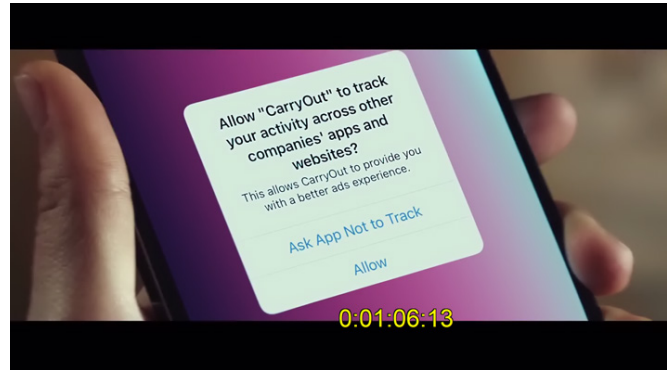 Allow "CarryOut" to track
your activity across other
companies' apps and
websites?
This allows CarryOut to provide you
with a better ads experience.
Ask App Not to Track
Allow
0:01:06:13